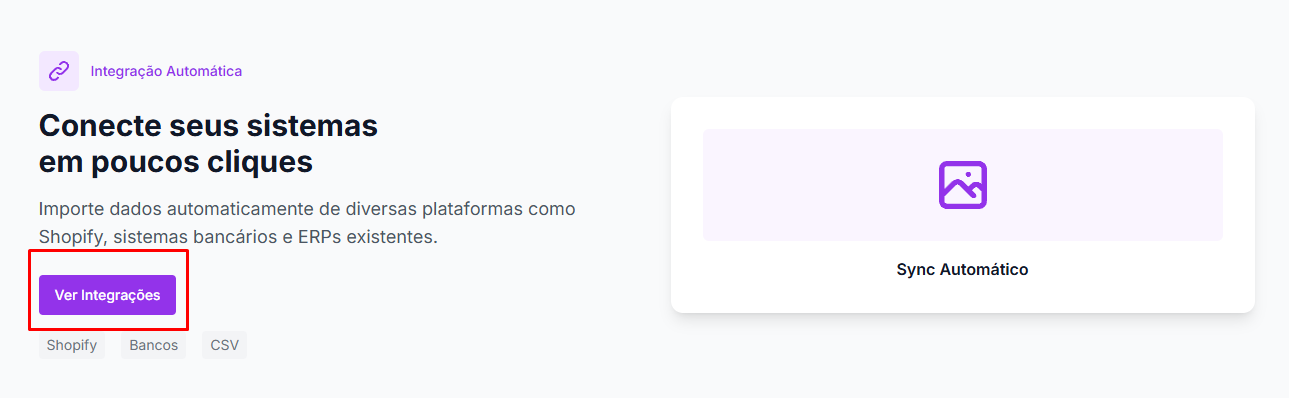 Integração Automática
Conecte seus sistemas
em poucos cliques
Importe dados automaticamente de diversas plataformas como
Shopify, sistemas bancários e ERPs existentes.
Ver Integrações
Shopify Bancos CSV
Sync Automático